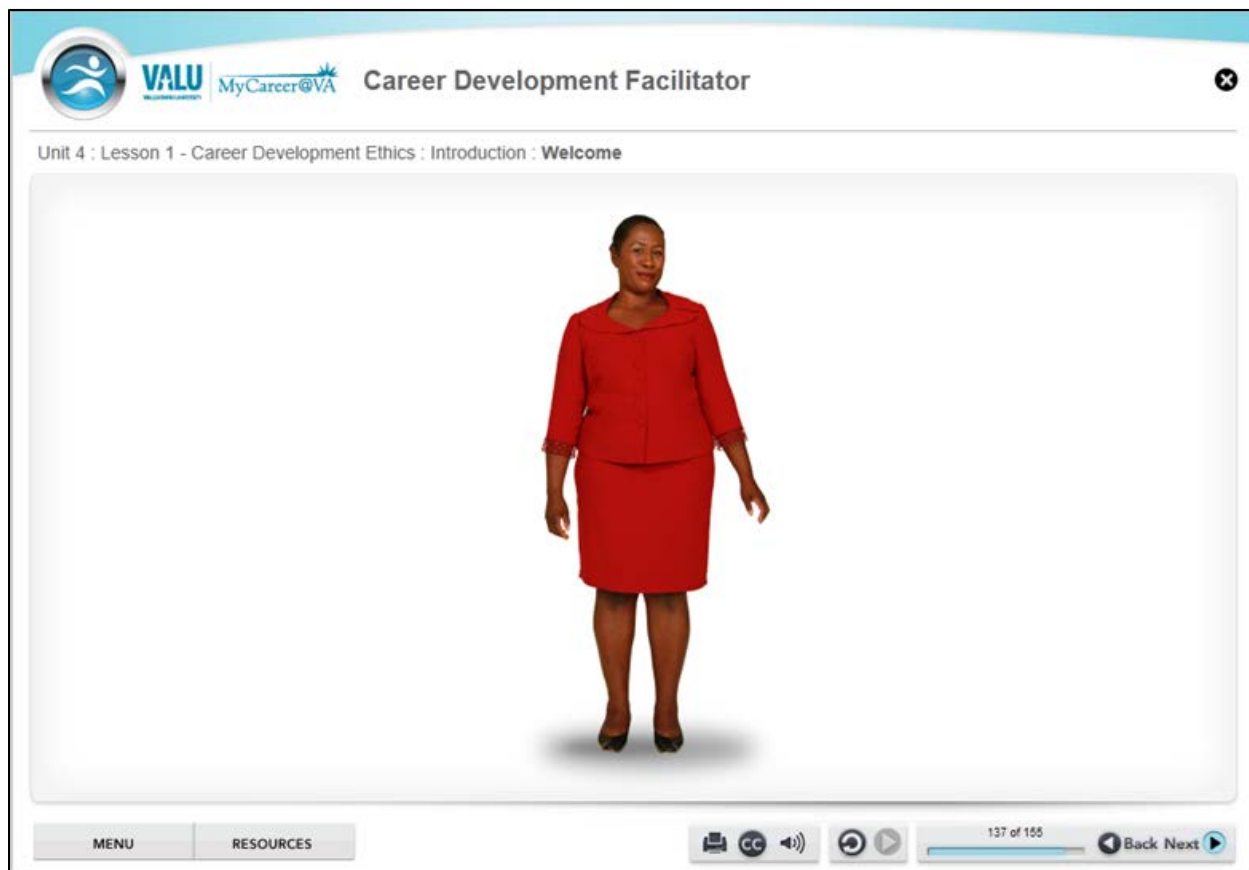 VALU MyCareer@VA Career Development Facilitator
Unit 4 : Lesson 1 - Career Development Ethics : Introduction : Welcome
MENU RESOURCES CC 137 of 155 Back Next